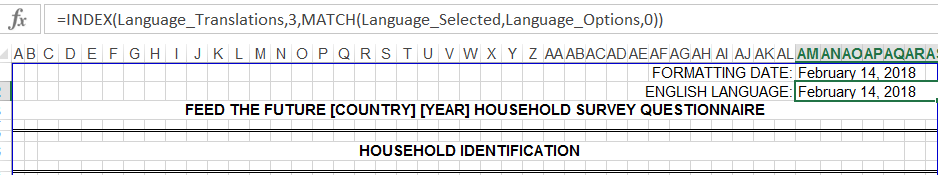 fx =INDEX(Language_Translations,3,MATCH(Language_Selected,Language_Options,0))
A B C D E F G H I J K L M N O P Q R S T U V W X Y Z AA AB AC AD AE AF AG AH AI AJ AK AL AM AN AO AP AQ AR A
FORMATTING DATE: February 14, 2018
ENGLISH LANGUAGE: February 14, 2018
FEED THE FUTURE [COUNTRY] [YEAR] HOUSEHOLD SURVEY QUESTIONNAIRE
HOUSEHOLD IDENTIFICATION